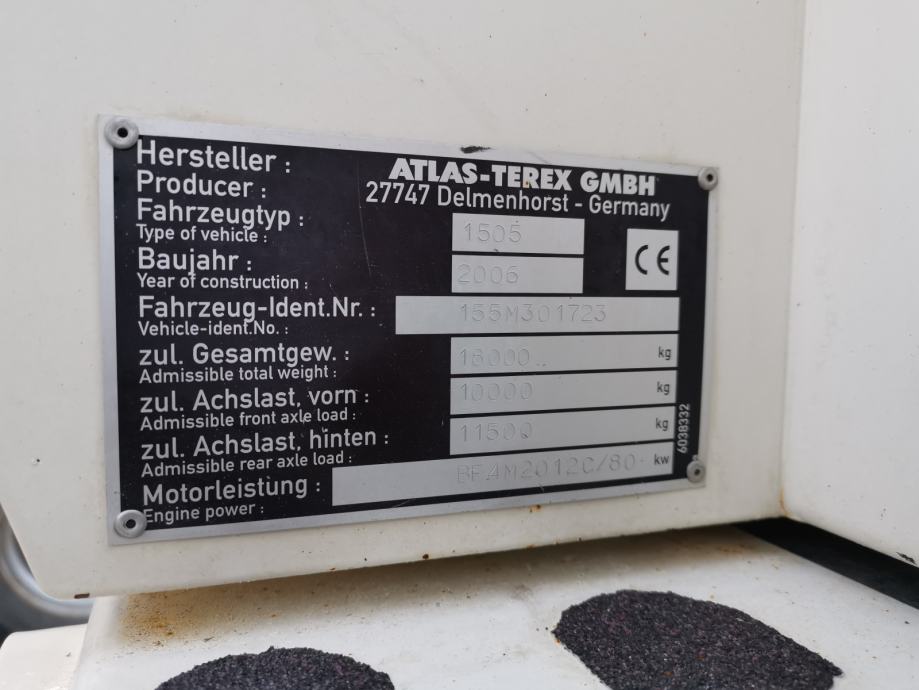 Hersteller :
Producer :
ATLAS-TEREX GMBH
27747 Delmenhorst - Germany
Fahrzeugtyp :
Type of vehicle :
1505
CE
Baujahr :
Year of construction :
2006
Fahrzeug-Ident.Nr. :
Vehicle-ident.No. :
155M301723
zul. Gesamtgew. :
Admissible total weight :
18000 kg
zul. Achslast, vorn :
Admissible front axle load :
10000 kg
zul. Achslast, hinten :
Admissible rear axle load :
11500 kg
Motorleistung :
Engine power :
BF4M2012C/80 kw
6038332